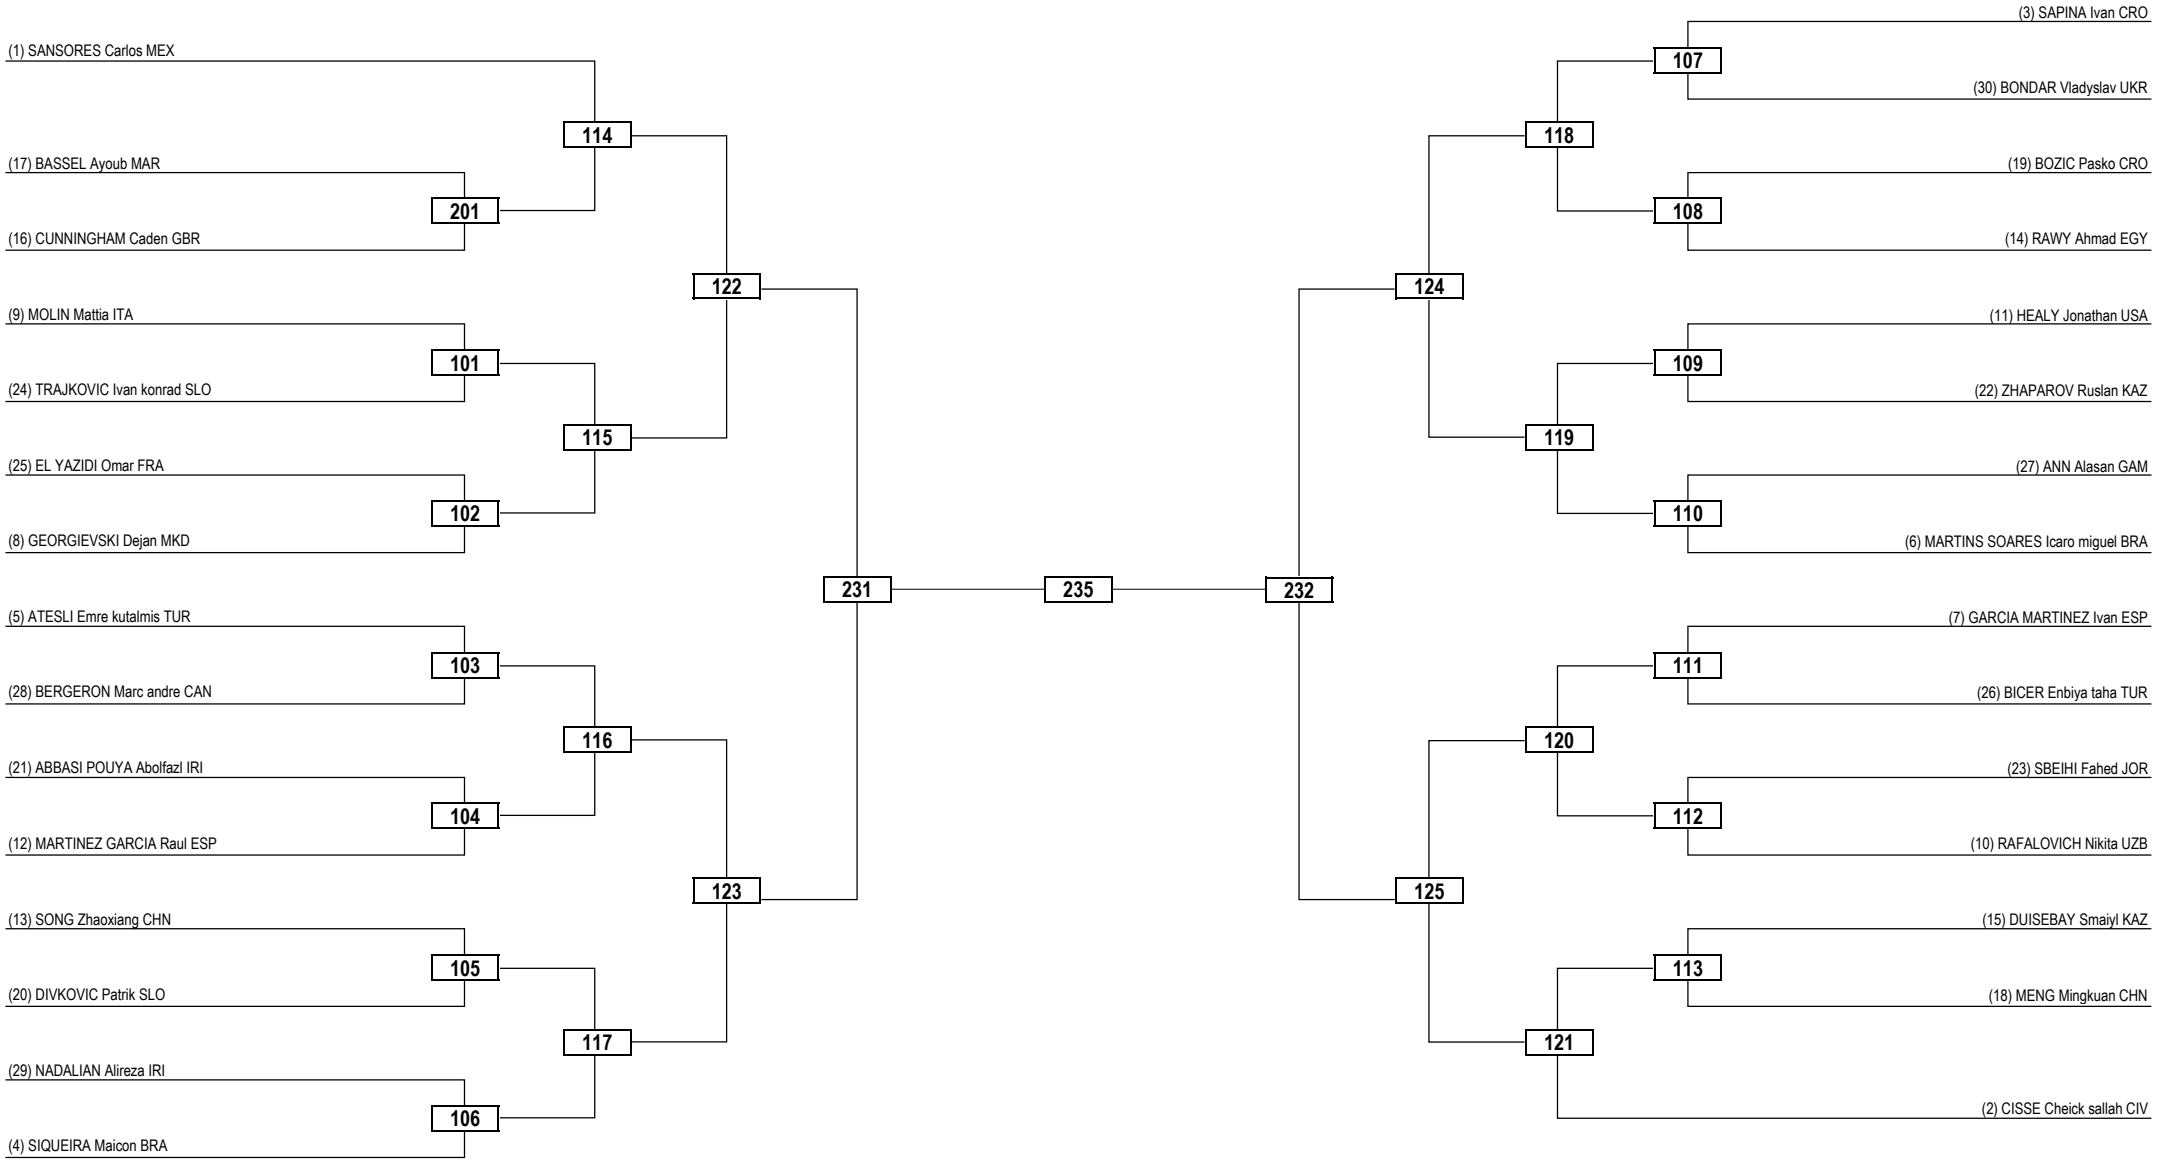 (1) SANSORES Carlos MEX
114
(17) BASSEL Ayoub MAR
201
(16) CUNNINGHAM Caden GBR
122
(9) MOLIN Mattia ITA
101
(24) TRAJKOVIC Ivan konrad SLO
115
(25) EL YAZIDI Omar FRA
102
(8) GEORGIEVSKI Dejan MKD
231
(5) ATESLI Emre kutalmis TUR
103
(28) BERGERON Marc andre CAN
116
(21) ABBASI POUYA Abolfazl IRI
104
(12) MARTINEZ GARCIA Raul ESP
123
(13) SONG Zhaoxiang CHN
105
(20) DIVKOVIC Patrik SLO
117
(29) NADALIAN Alireza IRI
106
(4) SIQUEIRA Maicon BRA
235
(3) SAPINA Ivan CRO
107
(30) BONDAR Vladyslav UKR
118
(19) BOZIC Pasko CRO
108
(14) RAWY Ahmad EGY
124
(11) HEALY Jonathan USA
109
(22) ZHAPAROV Ruslan KAZ
119
(27) ANN Alasan GAM
110
(6) MARTINS SOARES Icaro miguel BRA
232
(7) GARCIA MARTINEZ Ivan ESP
111
(26) BICER Enbiya taha TUR
120
(23) SBEIHI Fahed JOR
112
(10) RAFALOVICH Nikita UZB
125
(15) DUISEBAY Smaiyl KAZ
113
(18) MENG Mingkuan CHN
121
(2) CISSE Cheick sallah CIV